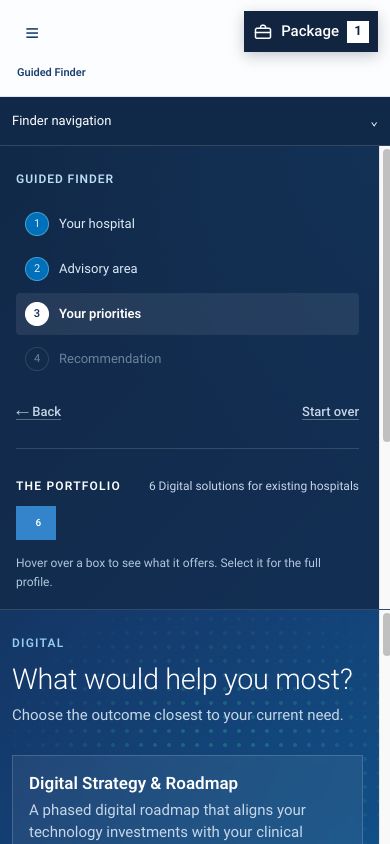 Package 1
Guided Finder
Finder navigation
GUIDED FINDER
1 Your hospital
2 Advisory area
3 Your priorities
4 Recommendation
← Back Start over
THE PORTFOLIO 6 Digital solutions for existing hospitals
6
Hover over a box to see what it offers. Select it for the full
profile.
DIGITAL
What would help you most?
Choose the outcome closest to your current need.
Digital Strategy & Roadmap
A phased digital roadmap that aligns your
technology investments with your clinical